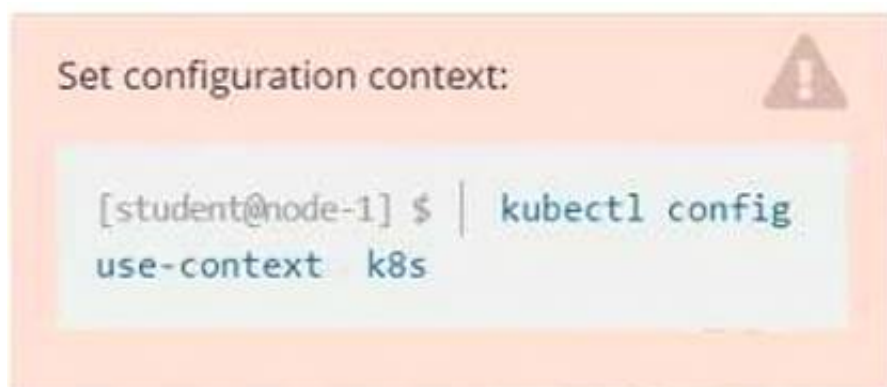 Set configuration context:
[student@node-1] $ | kubectl config
use-context k8s